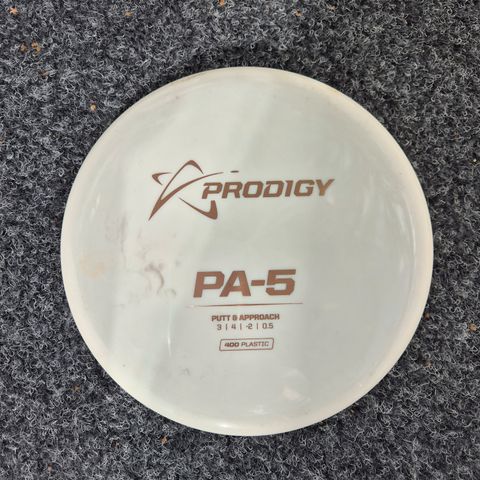 PRODIGY
PA-5
PUTT & APPROACH
3 | 4 | -2 | 0.5
400 PLASTIC